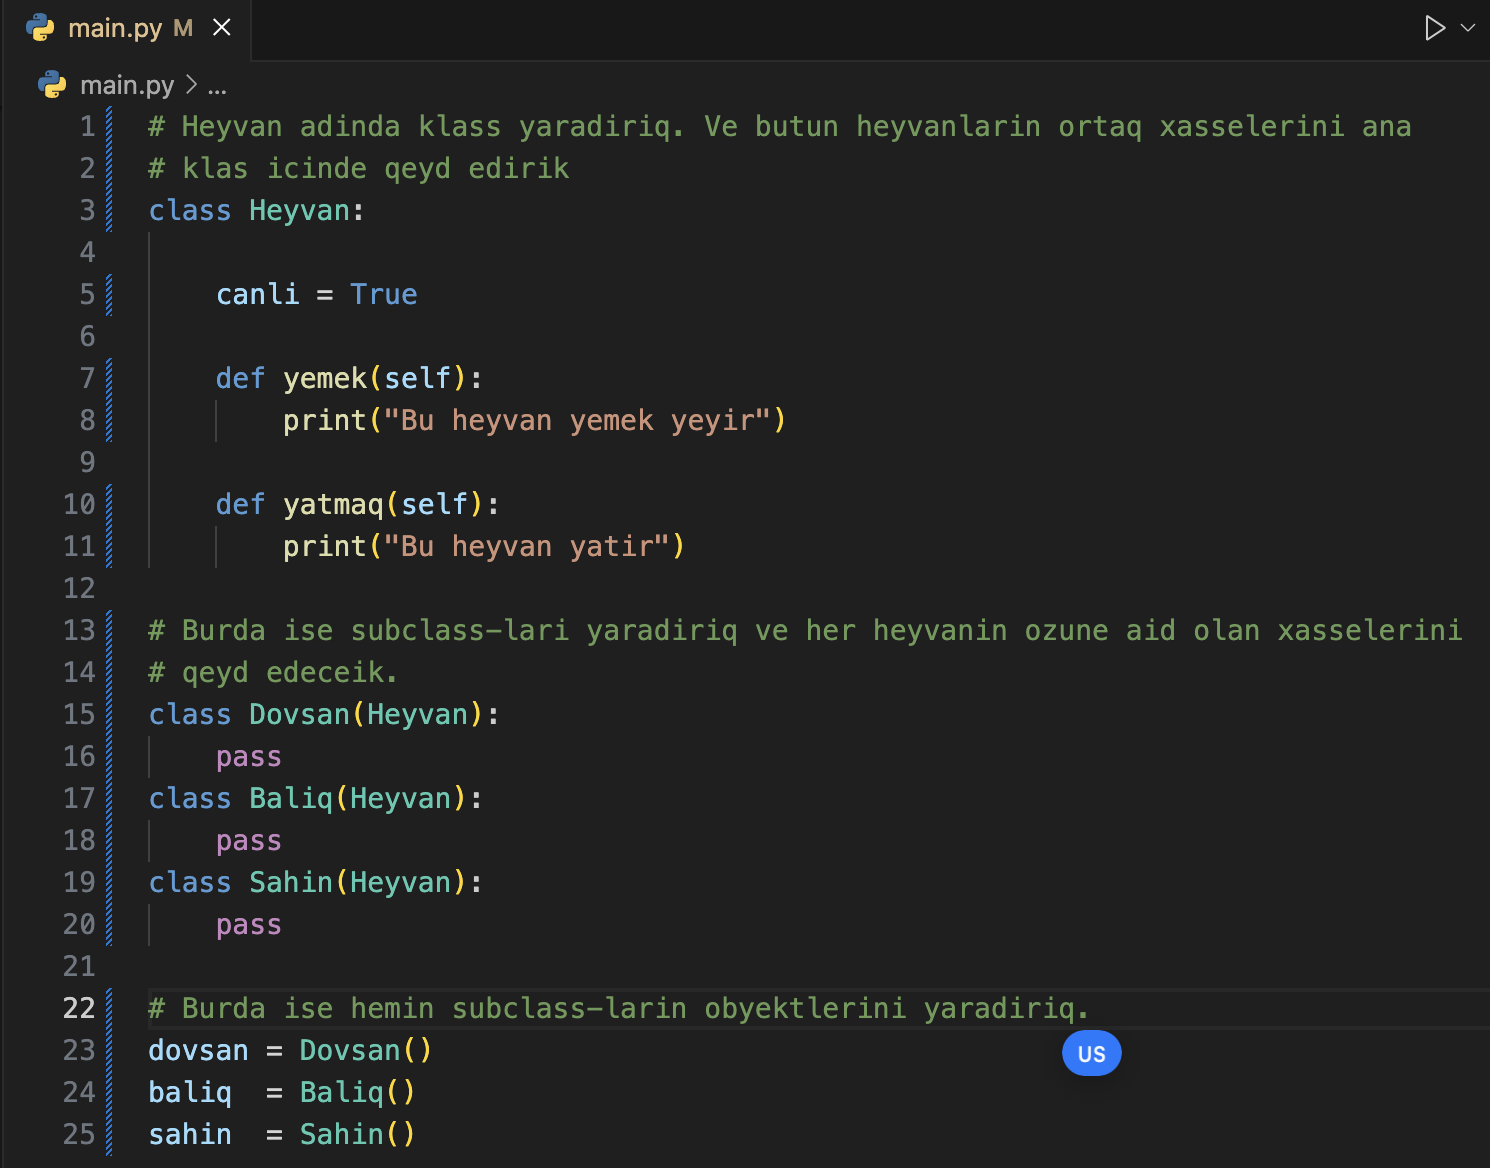 main.py M
main.py > ...
1 # Heyvan adinda klass yaradiriq. Ve butun heyvanlarin ortaq xasselerini ana
2 # klas icinde qeyd edirik
3 class Heyvan:
4
5     canli = True
6
7     def yemek(self):
8         print("Bu heyvan yemek yeyir")
9
10     def yatmaq(self):
11         print("Bu heyvan yatir")
12
13 # Burda ise subclass-lari yaradiriq ve her heyvanin ozune aid olan xasselerini
14 # qeyd edeceik.
15 class Dovsan(Heyvan):
16     pass
17 class Baliq(Heyvan):
18     pass
19 class Sahin(Heyvan):
20     pass
21
22 # Burda ise hemin subclass-larin obyektlerini yaradiriq.
23 dovsan = Dovsan()
US
24 baliq  = Baliq()
25 sahin  = Sahin()